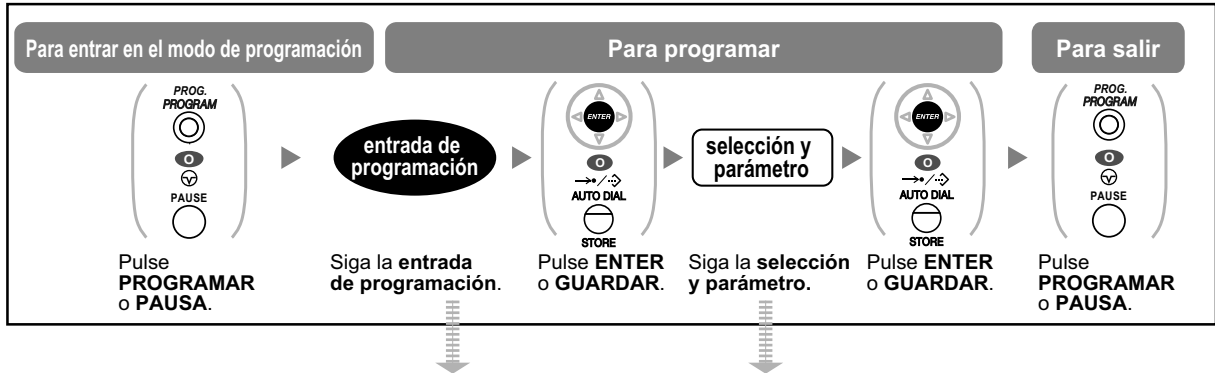 Para entrar en el modo de programación
Para programar
Para salir
PROG.
PROGRAM
O
PAUSE
entrada de
programación
ENTER
O
AUTO DIAL
STORE
selección y
parámetro
ENTER
O
AUTO DIAL
STORE
PROG.
PROGRAM
O
PAUSE
Pulse
PROGRAMAR
o PAUSA.
Siga la entrada
de programación.
Pulse ENTER
o GUARDAR.
Siga la selección
y parámetro.
Pulse ENTER
o GUARDAR.
Pulse
PROGRAMAR
o PAUSA.